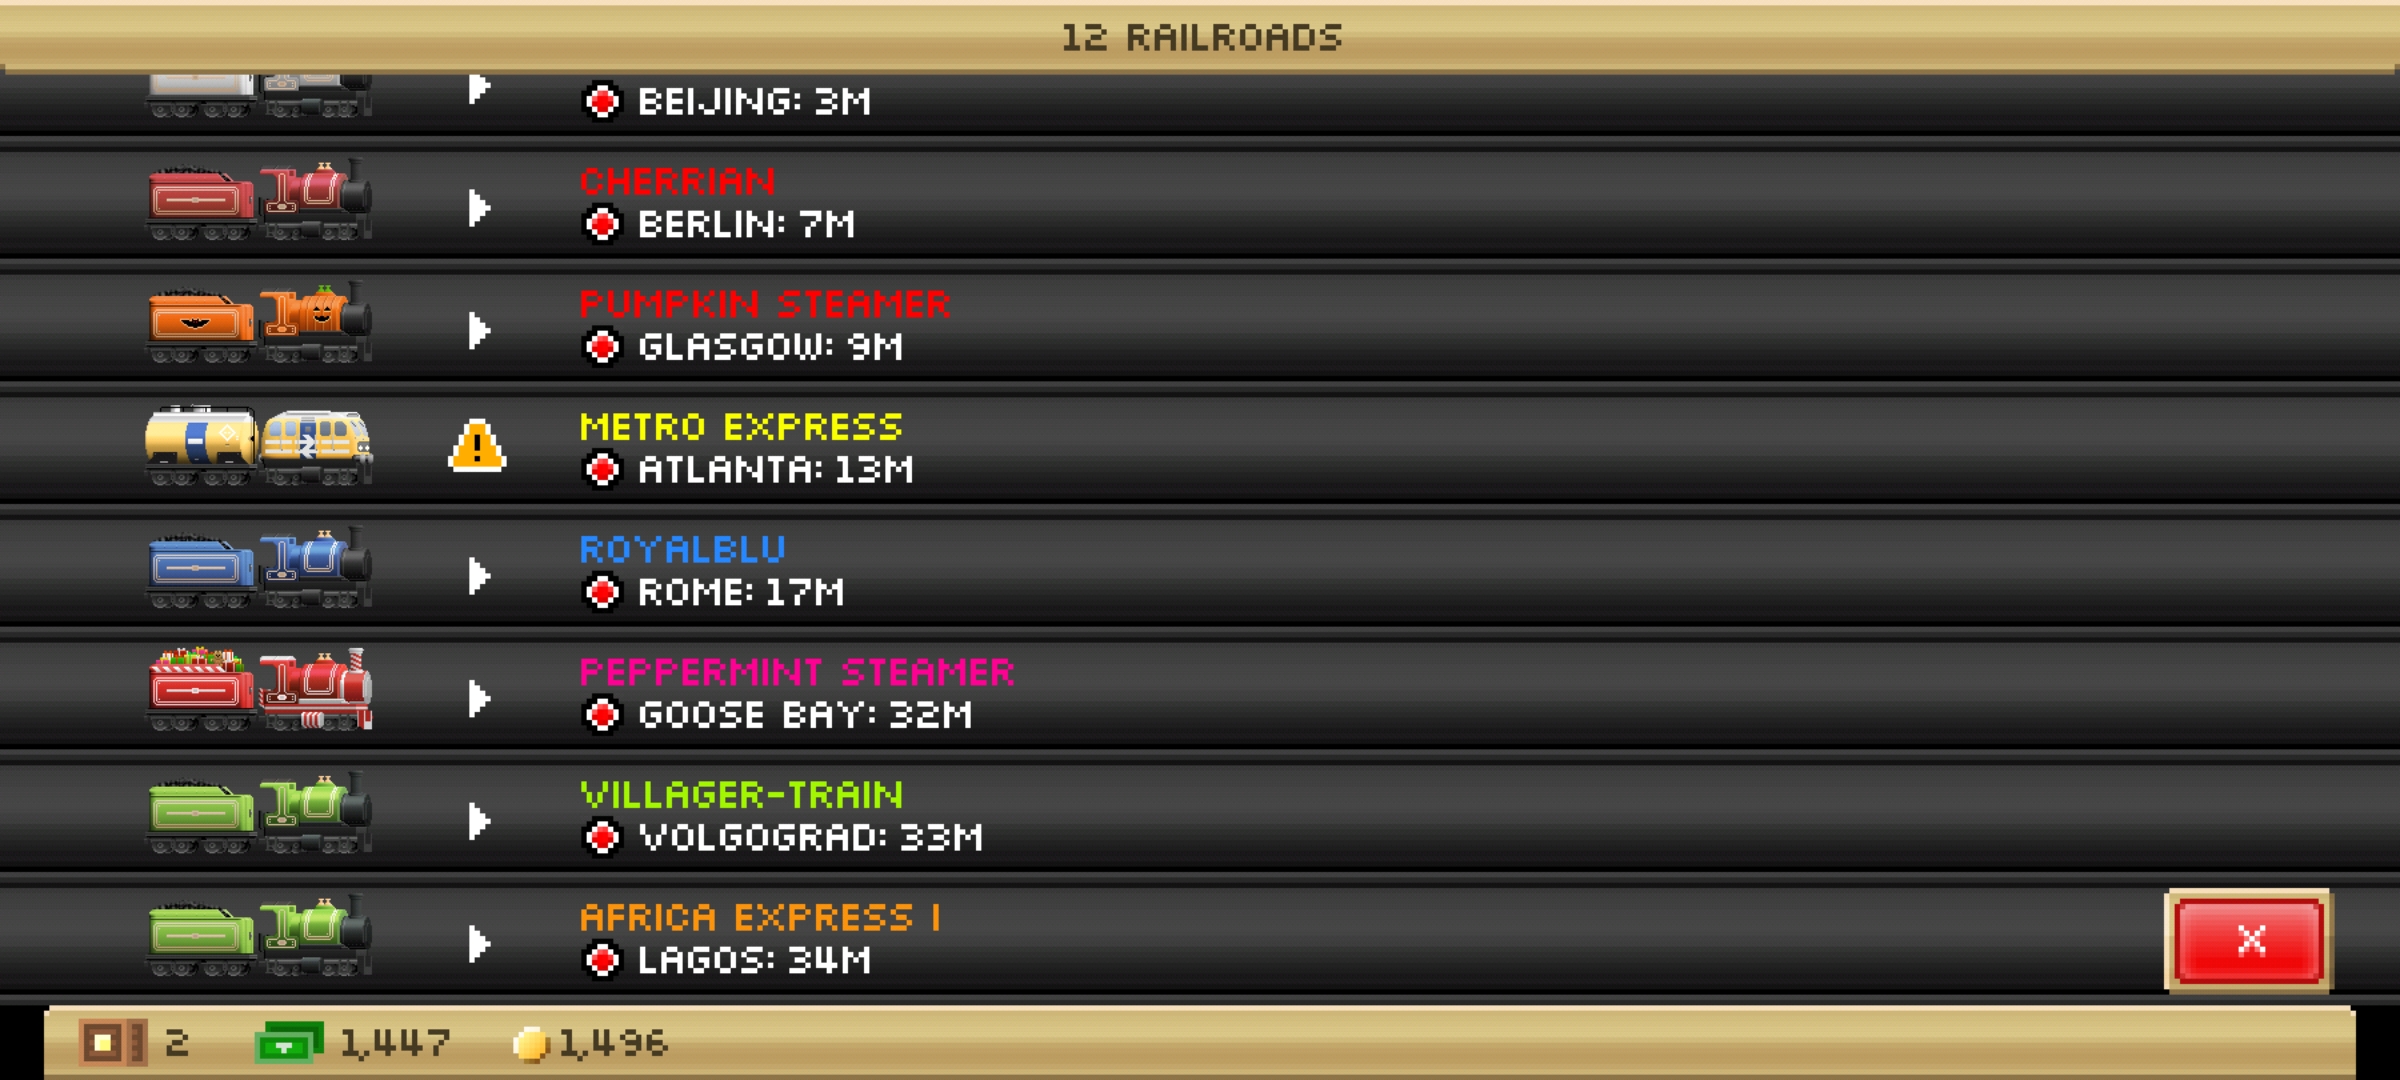 12 RAILROADS
BEIJING: 3M
CHERRIAN
BERLIN: 7M
PUMPKIN STEAMER
GLASGOW: 9M
METRO EXPRESS
ATLANTA: 13M
ROYALBLU
ROME: 17M
PEPPERMINT STEAMER
GOOSE BAY: 32M
VILLAGER-TRAIN
VOLGOGRAD: 33M
AFRICA EXPRESS I
LAGOS: 34M
X
2 1,447 1,496